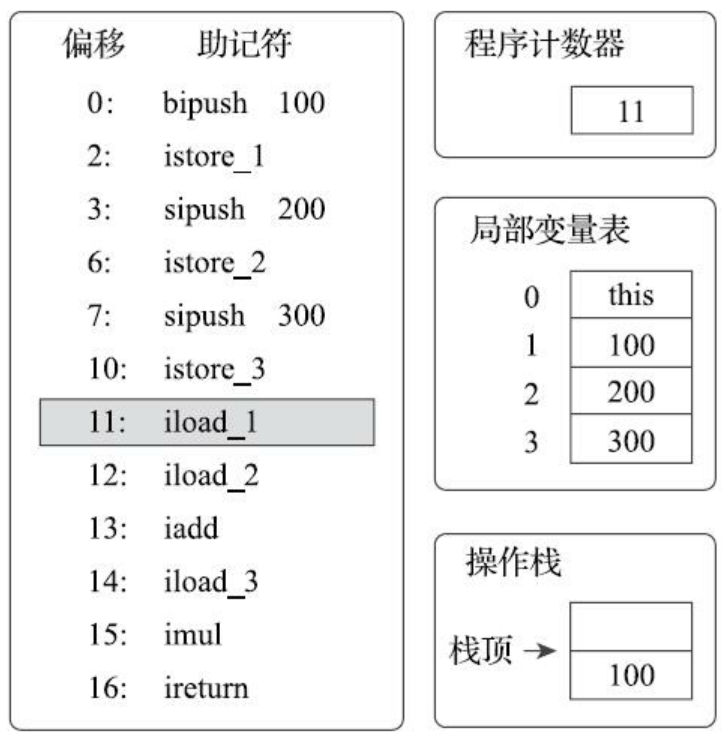 偏移 助记符
0: bipush 100
2: istore_1
3: sipush 200
6: istore_2
7: sipush 300
10: istore_3
11: iload_1
12: iload_2
13: iadd
14: iload_3
15: imul
16: ireturn
程序计数器
11
局部变量表
0 this
1 100
2 200
3 300
操作栈
栈顶
100